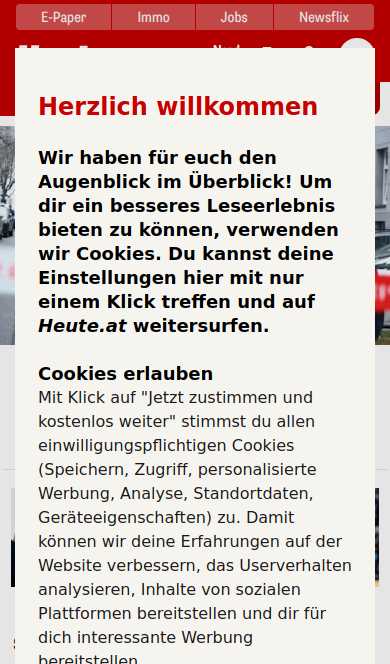 E-Paper
Immo
Jobs
Newsflix
Herzlich willkommen
Wir haben für euch den
Augenblick im Überblick! Um
dir ein besseres Leseerlebnis
bieten zu können, verwenden
wir Cookies. Du kannst deine
Einstellungen hier mit nur
einem Klick treffen und auf
Heute.at weitersurfen.
Cookies erlauben
Mit Klick auf "Jetzt zustimmen und
kostenlos weiter" stimmst du allen
einwilligungspflichtigen Cookies
(Speichern, Zugriff, personalisierte
Werbung, Analyse, Standortdaten,
Geräteeigenschaften) zu. Damit
können wir deine Erfahrungen auf der
Website verbessern, das Userverhalten
analysieren, Inhalte von sozialen
Plattformen bereitstellen und dir für
dich interessante Werbung
bereitstellen